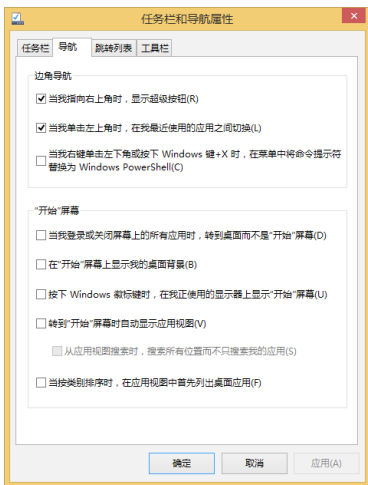 任务栏和导航属性
任务栏 导航 跳转列表 工具栏
边角导航
当我指向右上角时，显示超级按钮(R)
当我单击左上角时，在我最近使用的应用之间切换(L)
当我右键单击左下角或按下 Windows 键+X 时，在菜单中将命令提示符
替换为 Windows PowerShell(C)
"开始"屏幕
当我登录或关闭屏幕上的所有应用时，转到桌面而不是"开始"屏幕(D)
在"开始"屏幕上显示我的桌面背景(B)
按下 Windows 徽标键时，在我正使用的显示器上显示"开始"屏幕(U)
转到"开始"屏幕时自动显示应用视图(V)
从应用视图搜索时，搜索所有位置而不只搜索我的应用(S)
当按类别排序时，在应用视图中首先列出桌面应用(F)
确定 取消 应用(A)